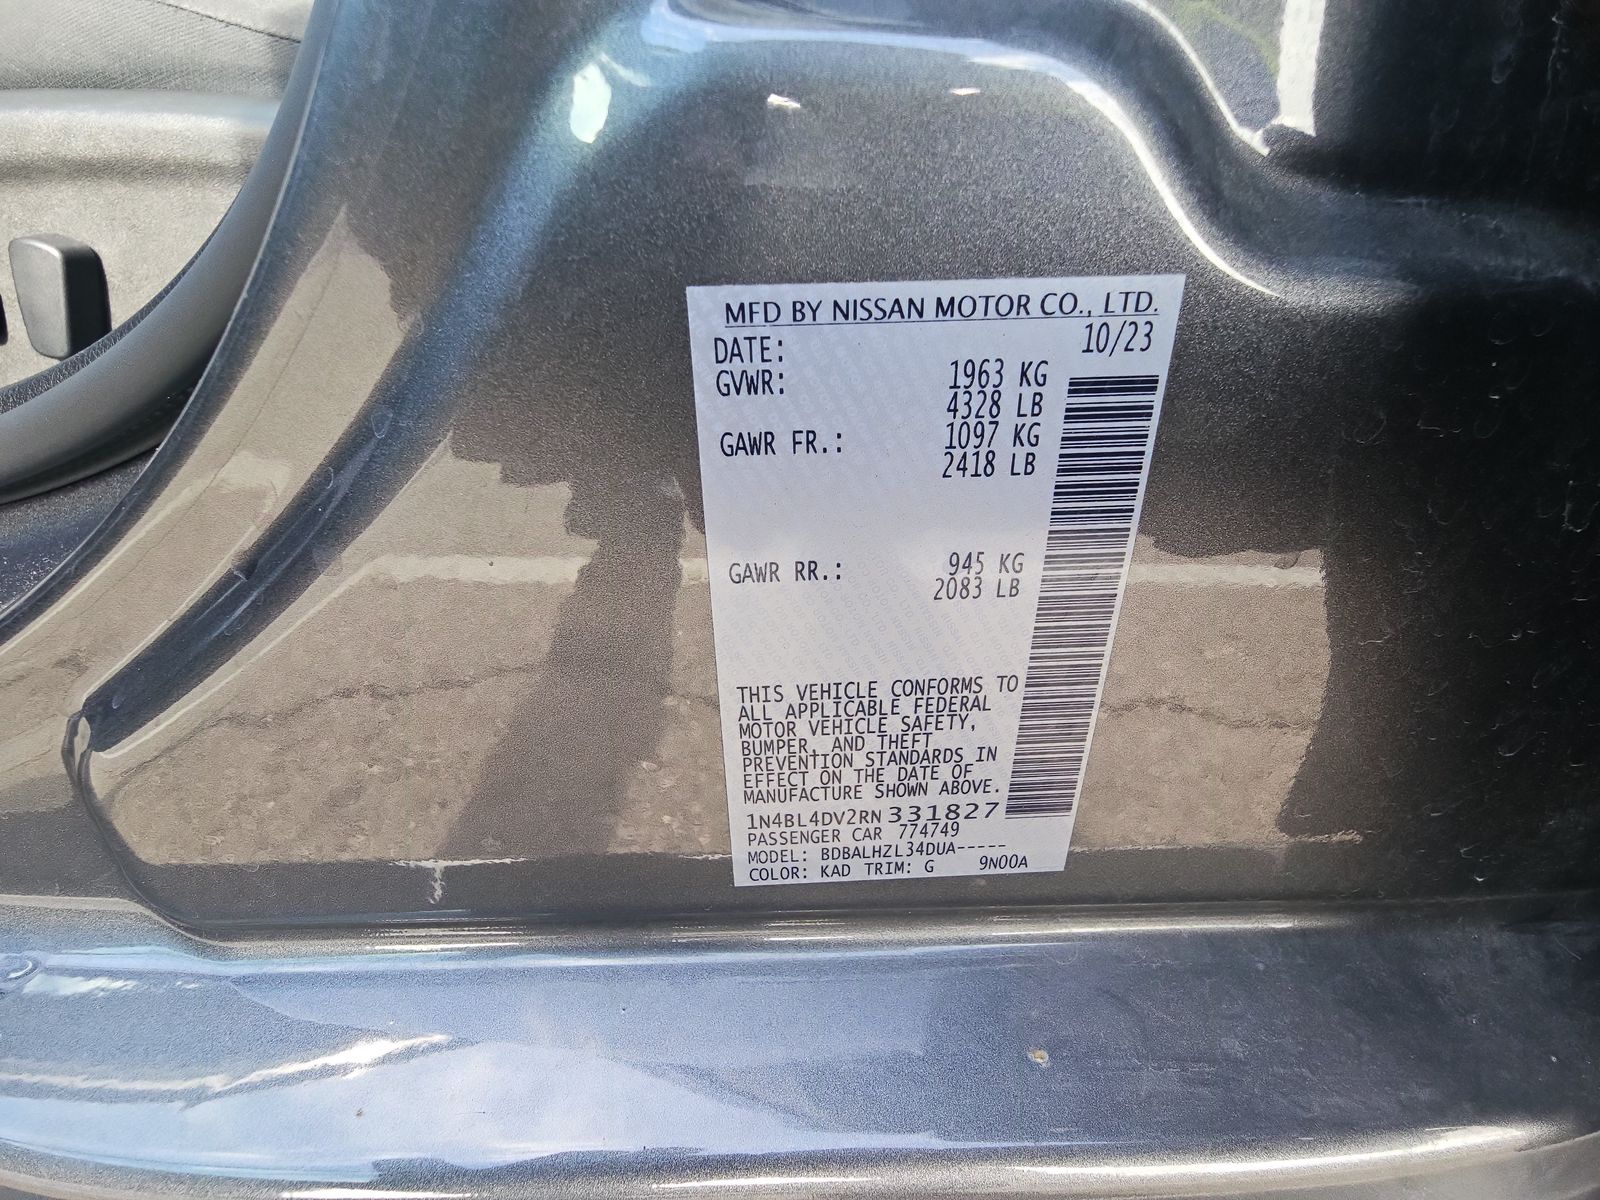 MFD BY NISSAN MOTOR CO., LTD.
DATE: 10/23
GVWR: 1963 KG
4328 LB
GAWR FR.: 1097 KG
2418 LB
GAWR RR.: 945 KG
2083 LB
THIS VEHICLE CONFORMS TO
ALL APPLICABLE FEDERAL
MOTOR VEHICLE SAFETY,
BUMPER, AND THEFT
PREVENTION STANDARDS IN
EFFECT ON THE DATE OF
MANUFACTURE SHOWN ABOVE.
1N4BL4DV2RN331827
PASSENGER CAR 774749
MODEL: BDBALHZL34DUA-----
COLOR: KAD TRIM: G 9N00A